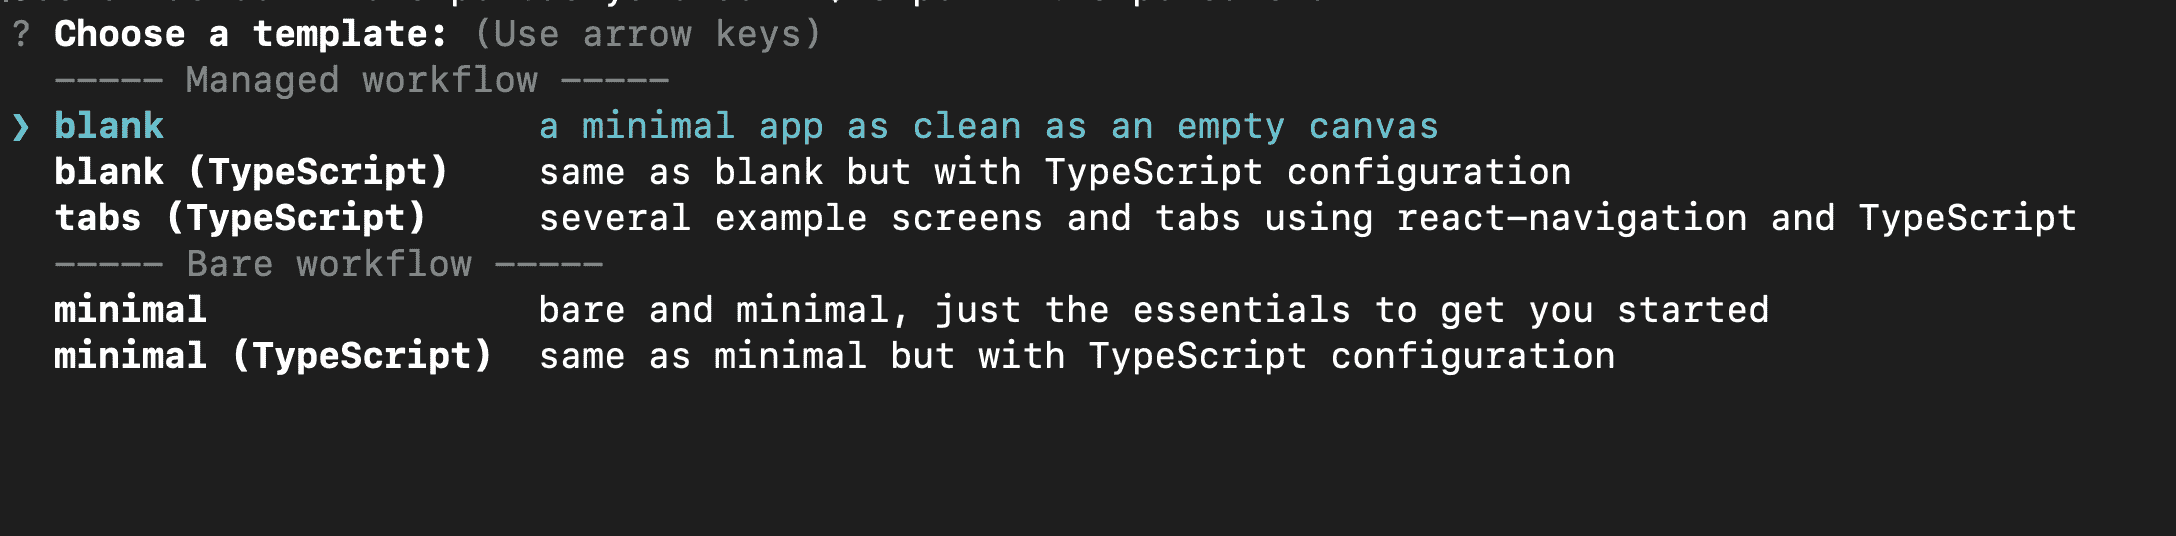 ? Choose a template: (Use arrow keys)
----- Managed workflow -----
❯ blank a minimal app as clean as an empty canvas
blank (TypeScript) same as blank but with TypeScript configuration
tabs (TypeScript) several example screens and tabs using react-navigation and TypeScript
----- Bare workflow -----
minimal bare and minimal, just the essentials to get you started
minimal (TypeScript) same as minimal but with TypeScript configuration